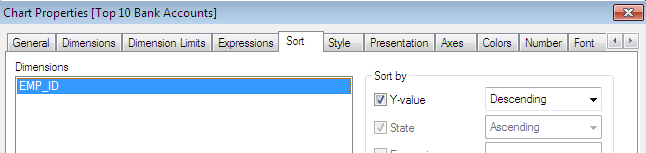 Chart Properties [Top 10 Bank Accounts]
General Dimensions Dimension Limits Expressions Sort Style Presentation Axes Colors Number Font
Dimensions
EMP_ID
Sort by
Y-value Descending
State Ascending